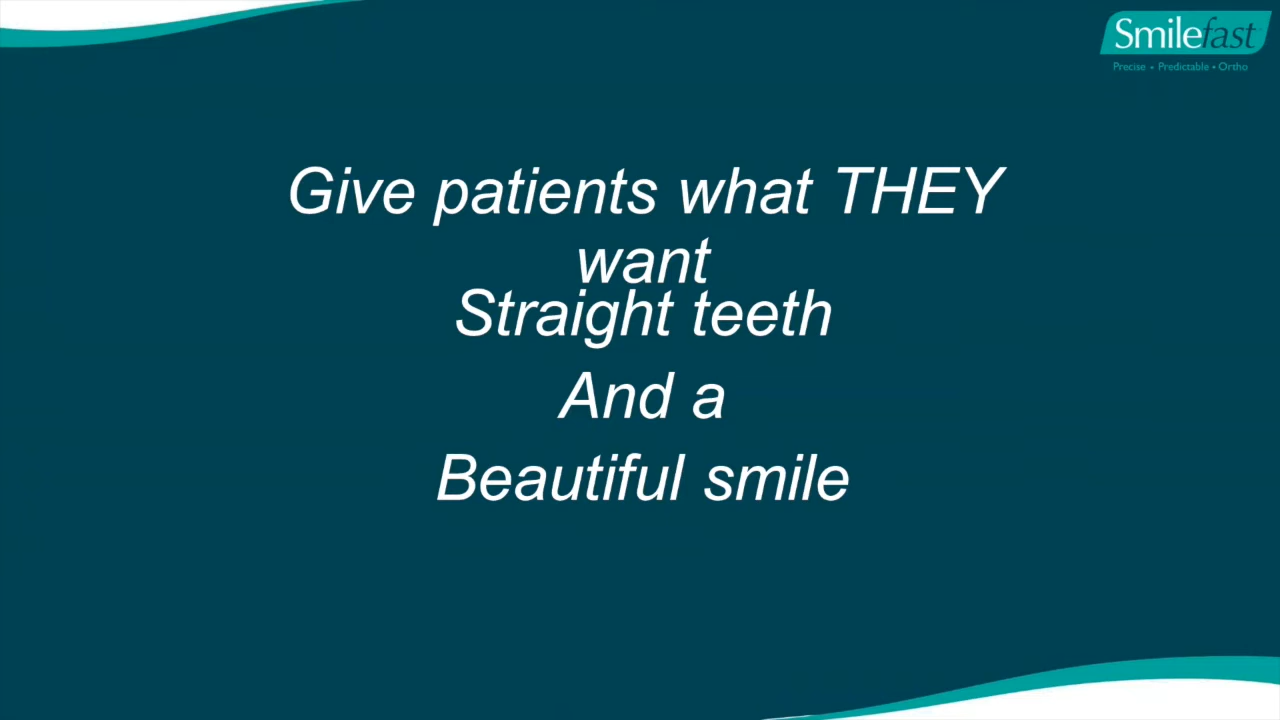 Smilefast
Precise • Predictable • Ortho
Give patients what THEY
want
Straight teeth
And a
Beautiful smile